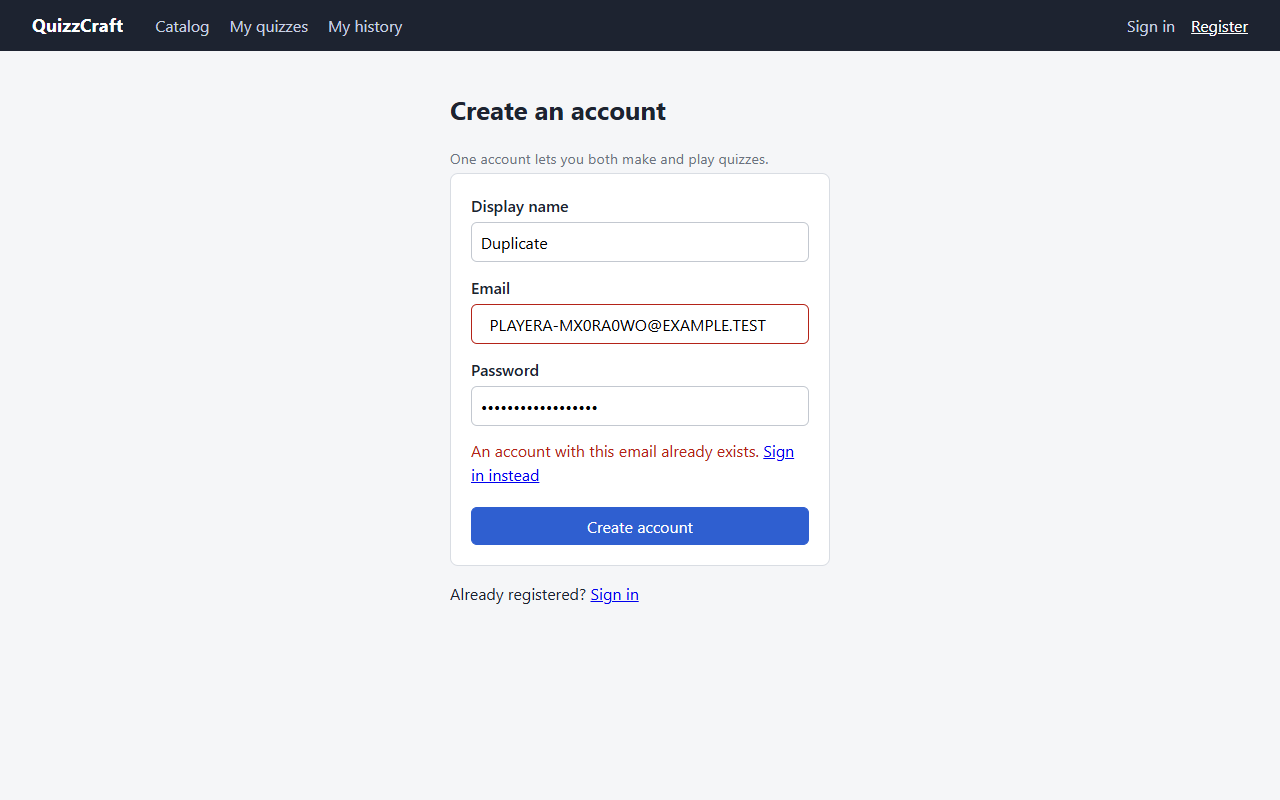 QuizzCraft Catalog My quizzes My history Sign in Register
Create an account
One account lets you both make and play quizzes.
Display name
Duplicate
Email
PLAYERA-MX0RA0WO@EXAMPLE.TEST
Password
••••••••••••••••••
An account with this email already exists. Sign
in instead
Create account
Already registered? Sign in